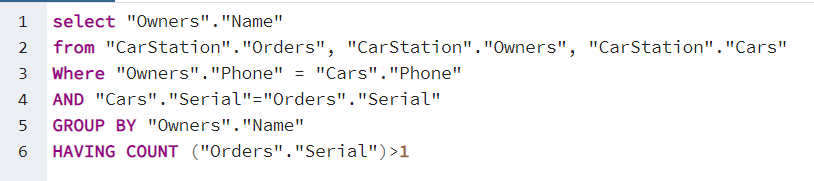 1 select "Owners"."Name"
2 from "CarStation"."Orders", "CarStation"."Owners", "CarStation"."Cars"
3 Where "Owners"."Phone" = "Cars"."Phone"
4 AND "Cars"."Serial"="Orders"."Serial"
5 GROUP BY "Owners"."Name"
6 HAVING COUNT ("Orders"."Serial")>1